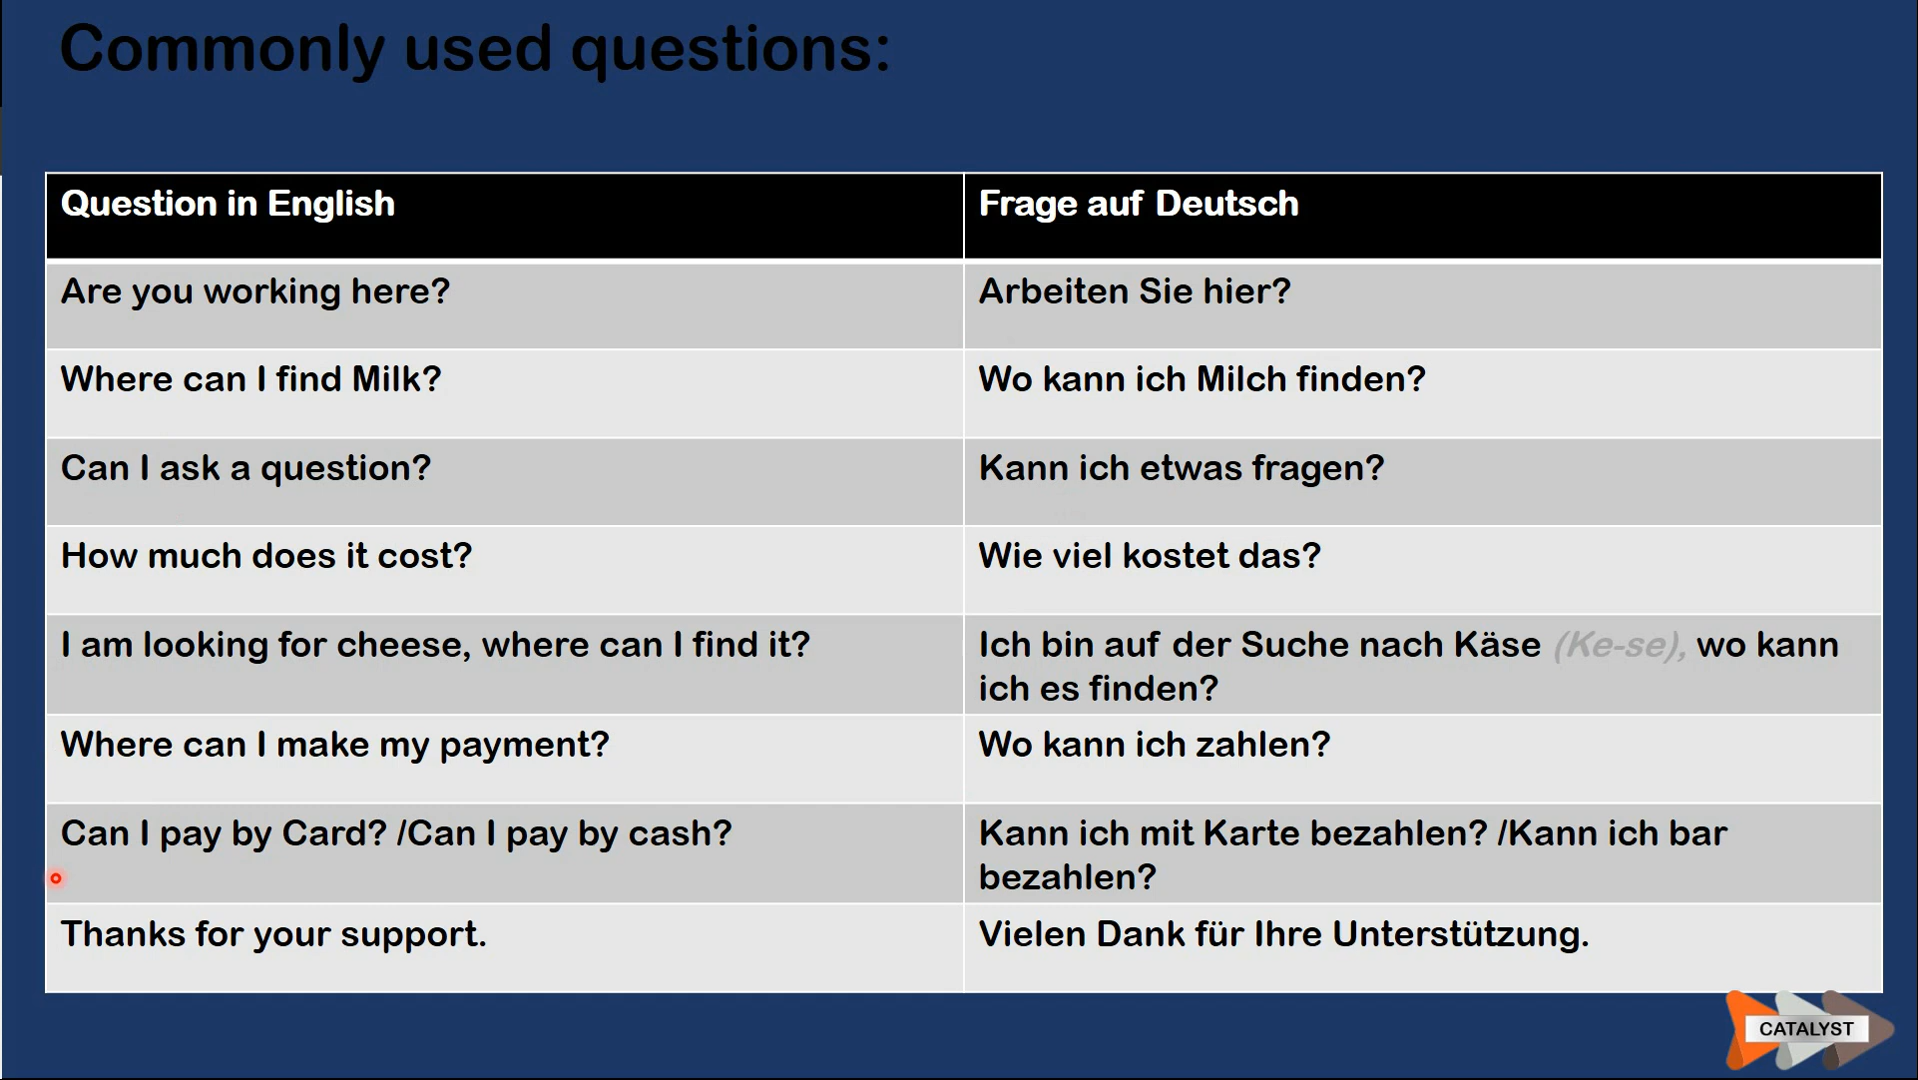 Commonly used questions:
Question in English
Frage auf Deutsch
Are you working here?
Arbeiten Sie hier?
Where can I find Milk?
Wo kann ich Milch finden?
Can I ask a question?
Kann ich etwas fragen?
How much does it cost?
Wie viel kostet das?
I am looking for cheese, where can I find it?
Ich bin auf der Suche nach Käse (Ke-se), wo kann
ich es finden?
Where can I make my payment?
Wo kann ich zahlen?
Can I pay by Card? /Can I pay by cash?
Kann ich mit Karte bezahlen? /Kann ich bar
bezahlen?
Thanks for your support.
Vielen Dank für Ihre Unterstützung.
CATALYST